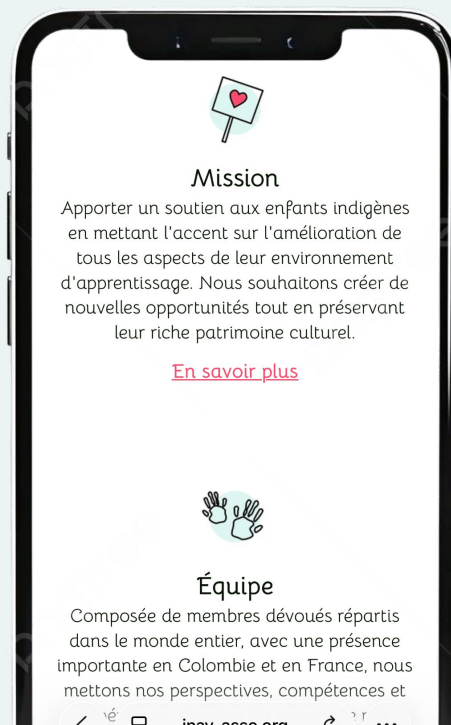 Mission
Apporter un soutien aux enfants indigènes
en mettant l'accent sur l'amélioration de
tous les aspects de leur environnement
d'apprentissage. Nous souhaitons créer de
nouvelles opportunités tout en préservant
leur riche patrimoine culturel.
En savoir plus
Équipe
Composée de membres dévoués répartis
dans le monde entier, avec une présence
importante en Colombie et en France, nous
mettons nos perspectives, compétences et